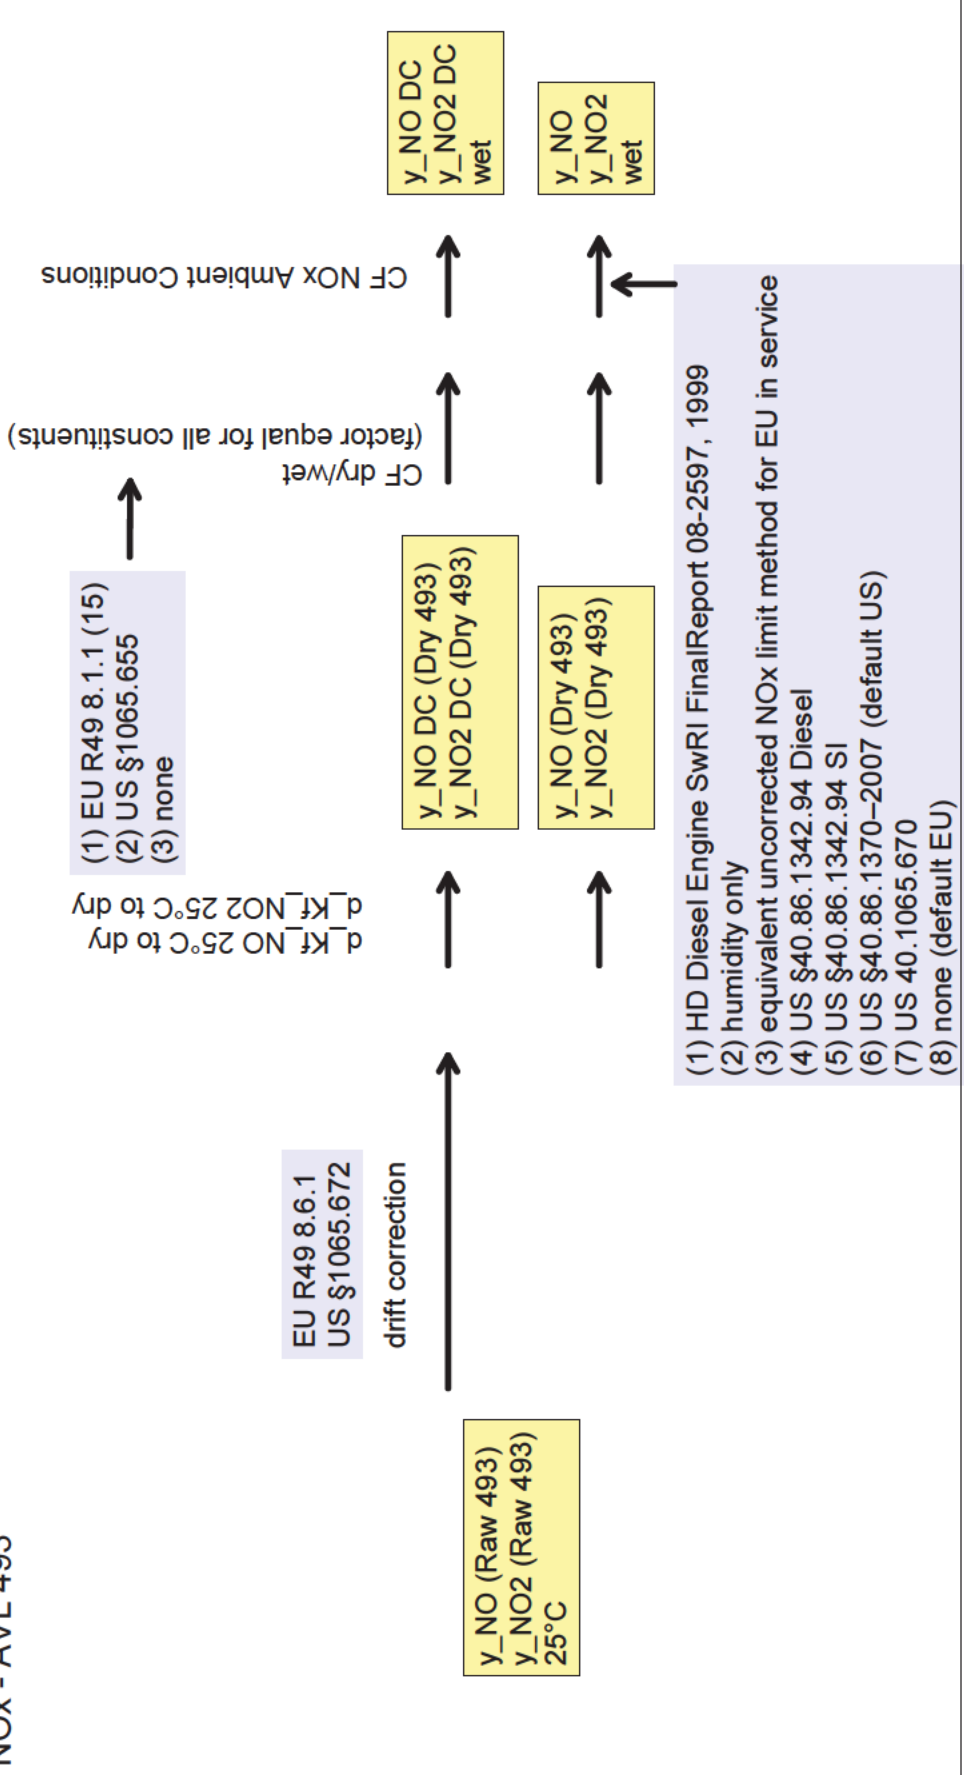 NOx - AVL 493
y_NO (Raw 493)
y_NO2 (Raw 493)
25°C
EU R49 8.6.1
US §1065.672
drift correction
d_Kf_NO 25°C to dry
d_Kf_NO2 25°C to dry
y_NO DC (Dry 493)
y_NO2 DC (Dry 493)
y_NO (Dry 493)
y_NO2 (Dry 493)
(1) EU R49 8.1.1 (15)
(2) US §1065.655
(3) none
CF dry/wet
(factor equal for all constituents)
CF NOx Ambient Conditions
y_NO DC
y_NO2 DC
wet
y_NO
y_NO2
wet
(1) HD Diesel Engine SwRI FinalReport 08-2597, 1999
(2) humidity only
(3) equivalent uncorrected NOx limit method for EU in service
(4) US §40.86.1342.94 Diesel
(5) US §40.86.1342.94 SI
(6) US §40.86.1370–2007 (default US)
(7) US 40.1065.670
(8) none (default EU)